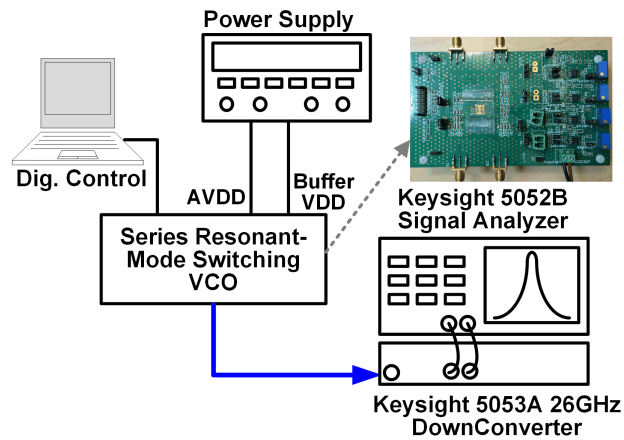 Power Supply
Dig. Control
AVDD
Buffer
VDD
Keysight 5052B
Signal Analyzer
Series Resonant-
Mode Switching
VCO
Keysight 5053A 26GHz
DownConverter